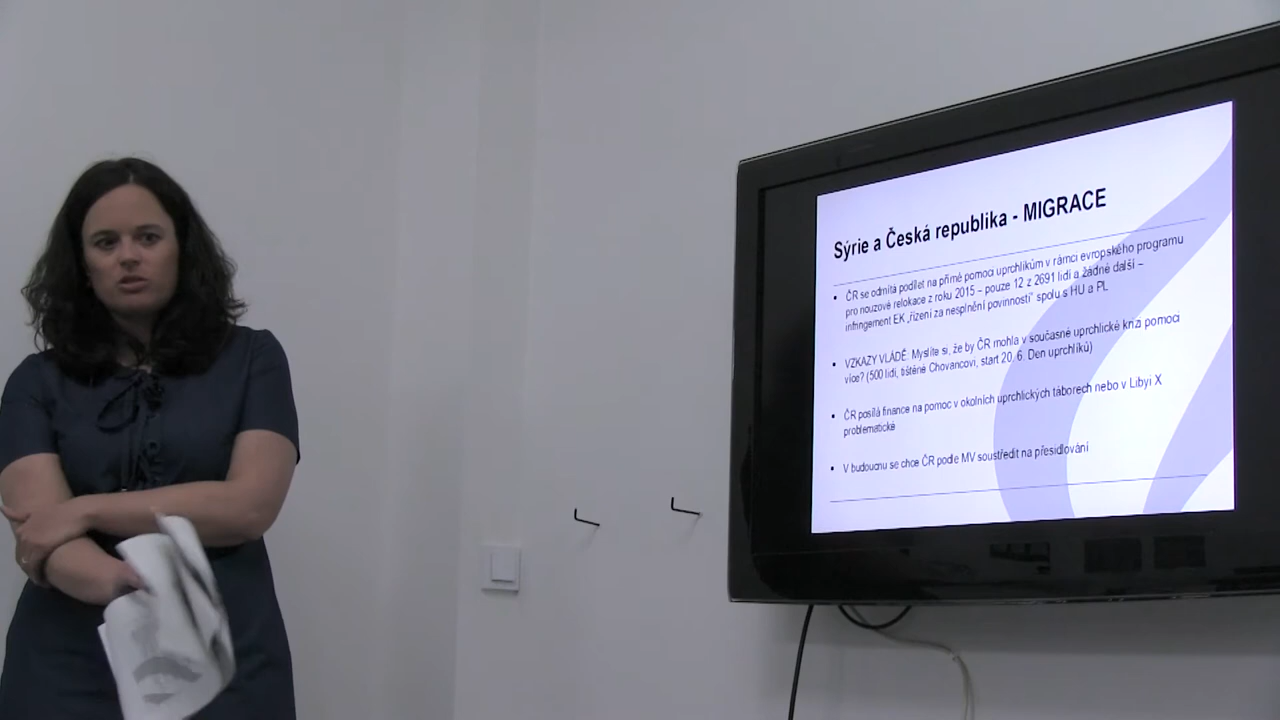 Sýrie a Česká republika - MIGRACE
ČR se odmítá podílet na přímé pomoci uprchlíkům v rámci evropského programu
pro nouzové relokace z roku 2015 – pouze 12 z 2691 lidí a žádné další –
infringement EK „řízení za nesplnění povinnosti“ spolu s HU a PL
VZKAZY VLÁDĚ: Myslíte si, že by ČR mohla v současné uprchlické krizi pomoci
více? (500 lidí, tištěné Chovancovi, start 20. 6. Den uprchlíků)
ČR posílá finance na pomoc v okolních uprchlických táborech nebo v Libyi X
problematické
V budoucnu se chce ČR podle MV soustředit na přesídlování